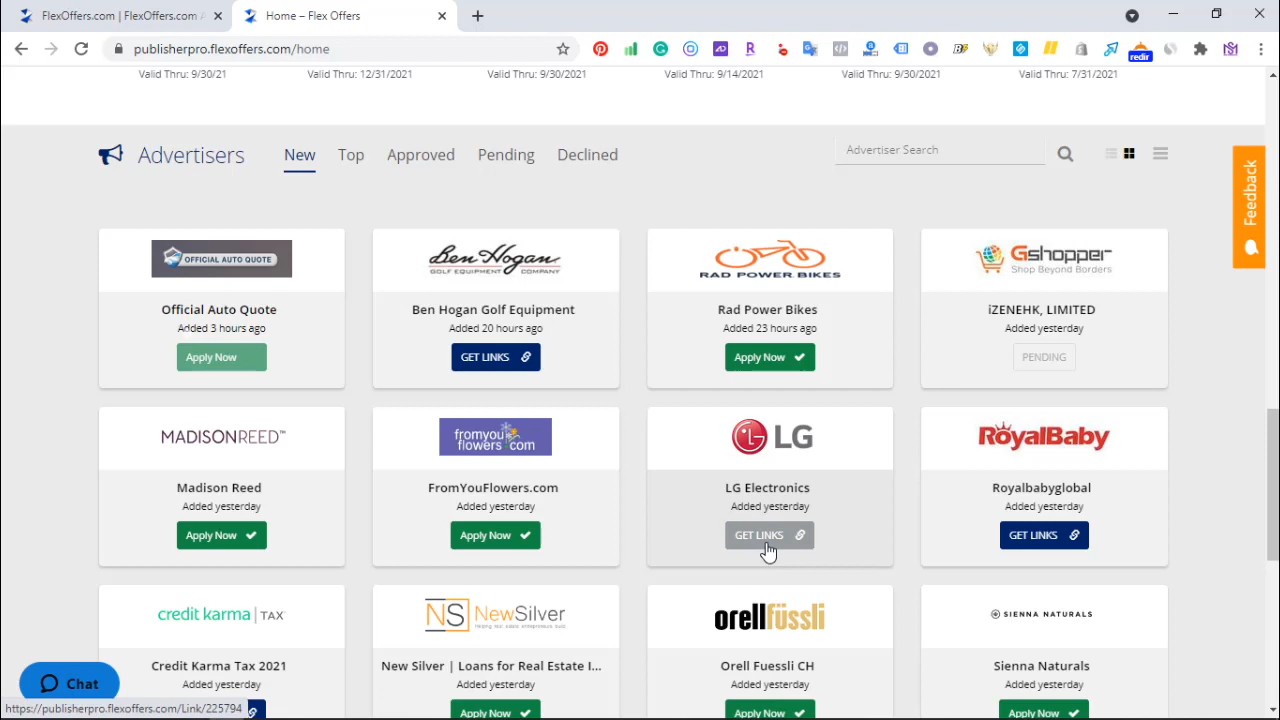 FlexOffers.com | FlexOffers.com A
Home – Flex Offers
publisherpro.flexoffers.com/home
redir
Valid Thru: 9/30/21
Valid Thru: 12/31/2021
Valid Thru: 9/30/2021
Valid Thru: 9/14/2021
Valid Thru: 9/30/2021
Valid Thru: 7/31/2021
Advertisers
New
Top
Approved
Pending
Declined
Advertiser Search
Feedback
OFFICIAL AUTO QUOTE
Ben Hogan
GOLF EQUIPMENT COMPANY
RAD POWER BIKES
Gshopper
Shop Beyond Borders
Official Auto Quote
Ben Hogan Golf Equipment
Rad Power Bikes
iZENEHK, LIMITED
Added 3 hours ago
Added 20 hours ago
Added 23 hours ago
Added yesterday
Apply Now
GET LINKS
Apply Now
PENDING
MADISON REED™
fromyou
flowers.com
LG
RoyalBaby
Madison Reed
FromYouFlowers.com
LG Electronics
Royalbabyglobal
Added yesterday
Added yesterday
Added yesterday
Added yesterday
Apply Now
Apply Now
GET LINKS
GET LINKS
credit karma | TAX
NS NewSilver
orell füssli
SIENNA NATURALS
Credit Karma Tax 2021
New Silver | Loans for Real Estate I...
Orell Fuessli CH
Sienna Naturals
Added yesterday
Added yesterday
Added yesterday
Added yesterday
Apply Now
Apply Now
Apply Now
Chat
https://publisherpro.flexoffers.com/Link/225794